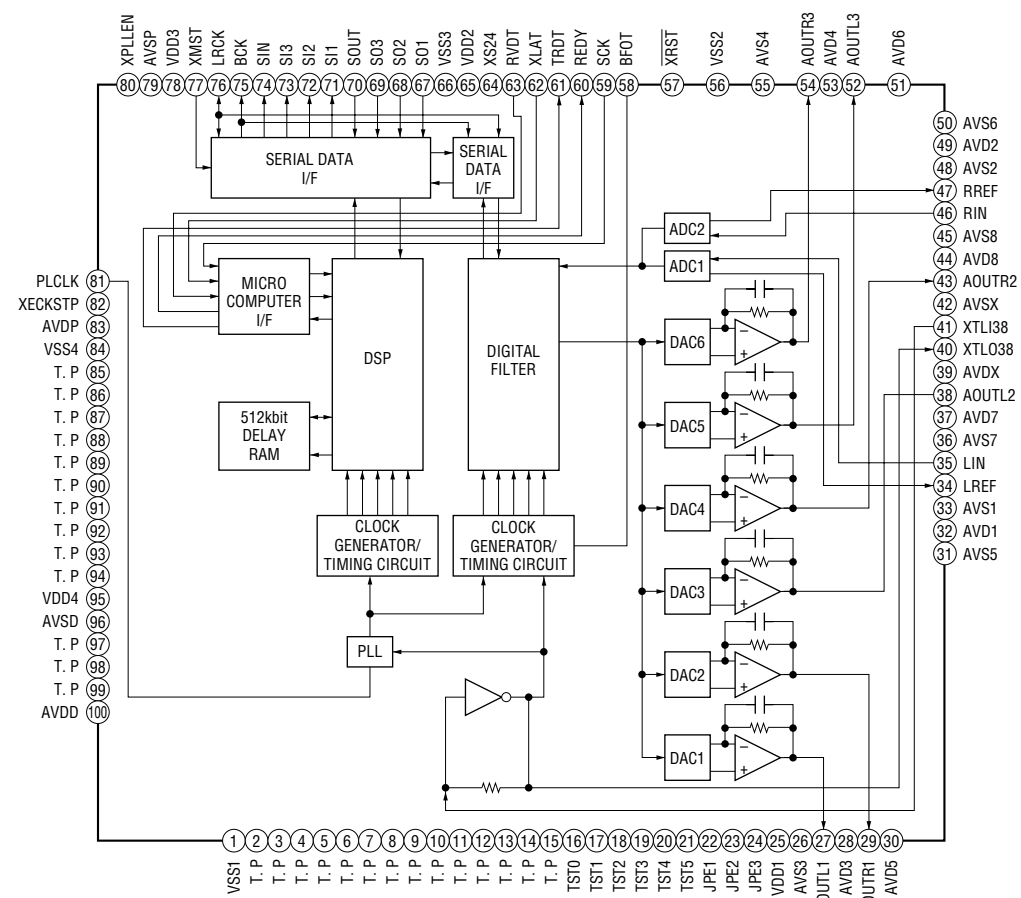 XPLLEN
AVSP
VDD3
XMST
LRCK
BCK
SIN
SI3
SI2
SI1
SOUT
SO3
SO2
SO1
VSS3
VDD2
XS24
RVDT
XLAT
TRDT
REDY
SCK
BFOT
XRST
VSS2
AVS4
AOUTR3
AVD4
AOUTL3
AVD6
80 79 78 77 76 75 74 73 72 71 70 69 68 67 66 65 64 63 62 61 60 59 58 57 56 55 54 53 52 51
50 AVS6
49 AVD2
48 AVS2
47 RREF
46 RIN
45 AVS8
44 AVD8
43 AOUTR2
42 AVSX
41 XTLI38
40 XTLO38
39 AVDX
38 AOUTL2
37 AVD7
36 AVS7
35 LIN
34 LREF
33 AVS1
32 AVD1
31 AVS5
PLCLK 81
XECKSTP 82
AVDP 83
VSS4 84
T. P 85
T. P 86
T. P 87
T. P 88
T. P 89
T. P 90
T. P 91
T. P 92
T. P 93
T. P 94
VDD4 95
AVSD 96
T. P 97
T. P 98
T. P 99
AVDD 100
SERIAL DATA
I/F
SERIAL
DATA
I/F
MICRO
COMPUTER
I/F
DSP
DIGITAL
FILTER
512kbit
DELAY
RAM
CLOCK
GENERATOR/
TIMING CIRCUIT
CLOCK
GENERATOR/
TIMING CIRCUIT
PLL
ADC2
ADC1
DAC6
−
+
DAC5
−
+
DAC4
−
+
DAC3
−
+
DAC2
−
+
DAC1
−
+
1 2 3 4 5 6 7 8 9 10 11 12 13 14 15 16 17 18 19 20 21 22 23 24 25 26 27 28 29 30
VSS1
T. P
T. P
T. P
T. P
T. P
T. P
T. P
T. P
T. P
T. P
T. P
T. P
T. P
T. P
TST0
TST1
TST2
TST3
TST4
TST5
JPE1
JPE2
JPE3
VDD1
AVS3
OUTL1
AVD3
OUTR1
AVD5